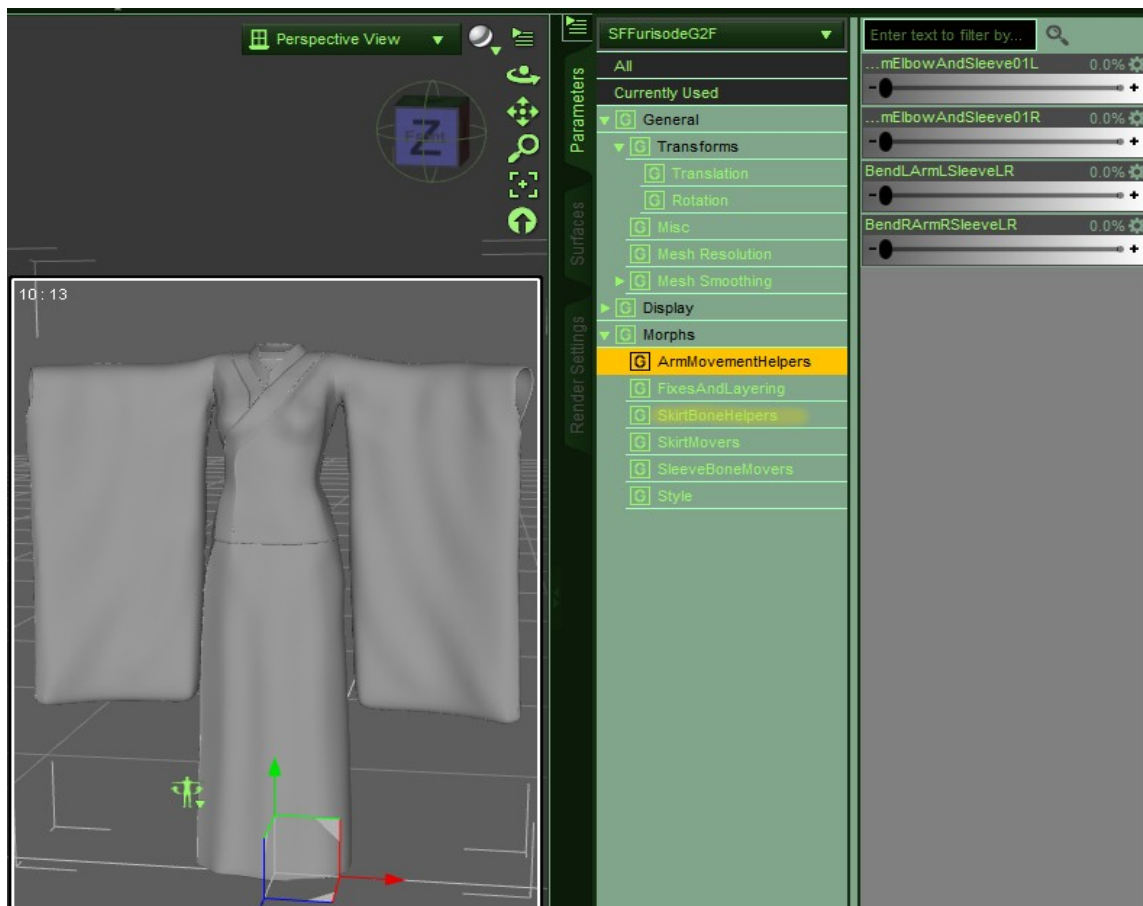 Perspective View
Front
10 : 13
Parameters
Surfaces
Render Settings
SFFurisodeG2F
All
Currently Used
G General
G Transforms
G Translation
G Rotation
G Misc
G Mesh Resolution
G Mesh Smoothing
G Display
G Morphs
G ArmMovementHelpers
G FixesAndLayering
G SkirtBoneHelpers
G SkirtMovers
G SleeveBoneMovers
G Style
Enter text to filter by...
...mElbowAndSleeve01L 0.0%
- +
...mElbowAndSleeve01R 0.0%
- +
BendLArmLSleeveLR 0.0%
- +
BendRArmRSleeveLR 0.0%
- +